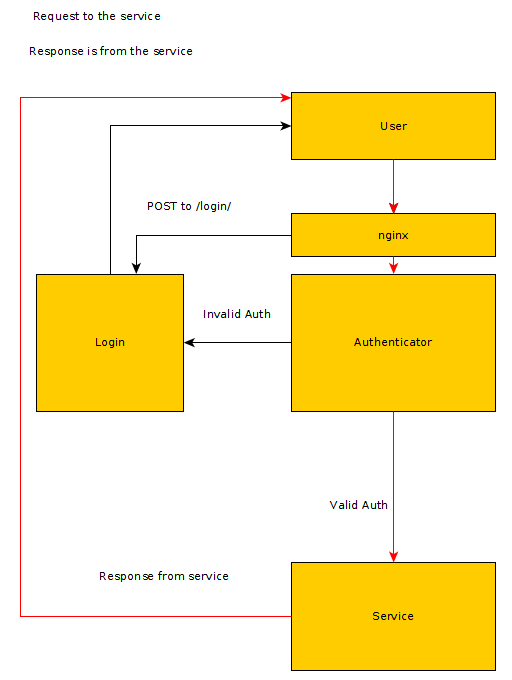 Request to the service
Response is from the service
User
POST to /login/
nginx
Invalid Auth
Login
Authenticator
Valid Auth
Response from service
Service